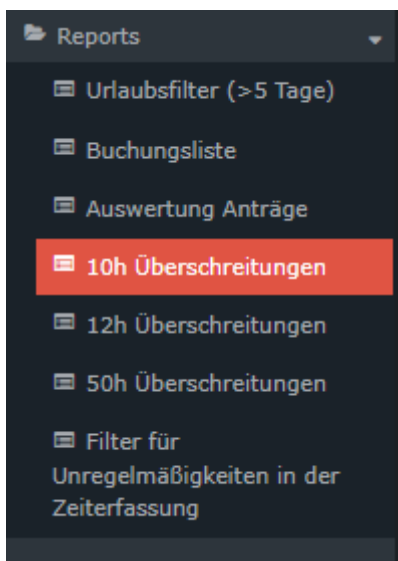 Reports
Urlaubsfilter (>5 Tage)
Buchungsliste
Auswertung Anträge
10h Überschreitungen
12h Überschreitungen
50h Überschreitungen
Filter für
Unregelmäßigkeiten in der
Zeiterfassung